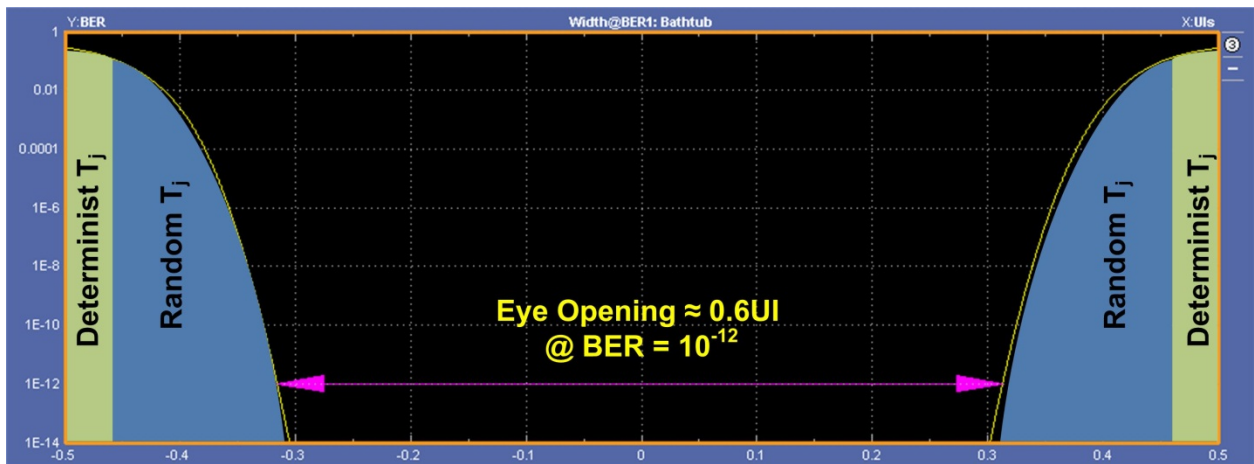 Y:BER Width@BER1: Bathtub X:UIs
1
3
0.01
0.0001
1E-6
1E-8
1E-10
1E-12
1E-14
Determinist Tj
Random Tj
Eye Opening ≈ 0.6UI
@ BER = 10⁻¹²
Random Tj
Determinist Tj
-0.5 -0.4 -0.3 -0.2 -0.1 0 0.1 0.2 0.3 0.4 0.5